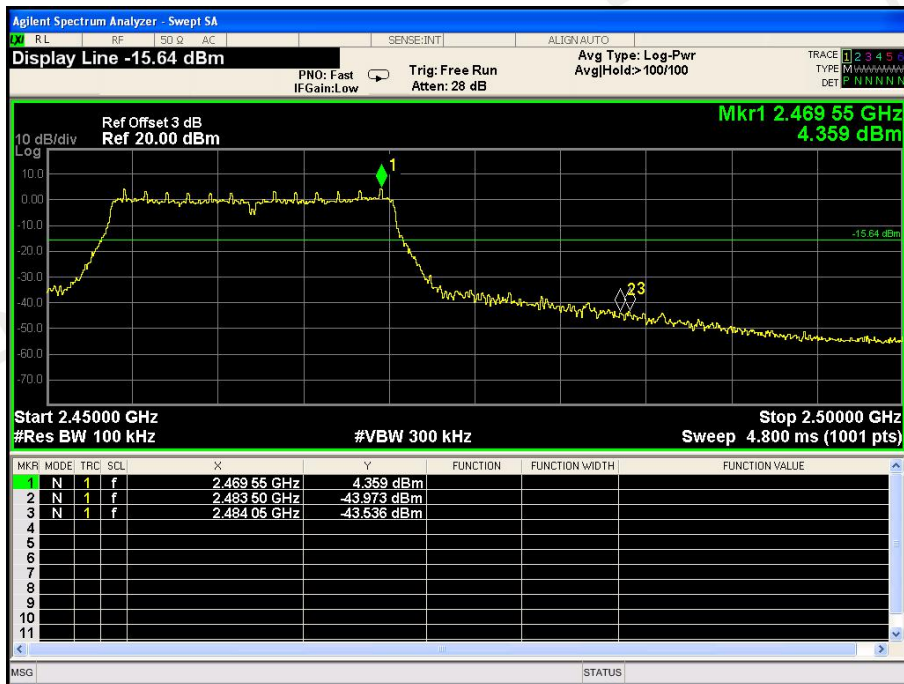 Agilent Spectrum Analyzer - Swept SA
LXI RL RF 50 Ω AC SENSE:INT ALIGNAUTO
Display Line -15.64 dBm
PNO: Fast Trig: Free Run Avg Type: Log-Pwr TRACE 1 2 3 4 5 6
IFGain:Low Atten: 28 dB Avg|Hold:>100/100 TYPE MWWWWW
DET P N N N N N
Mkr1 2.469 55 GHz
4.359 dBm
Ref Offset 3 dB
10 dB/div Ref 20.00 dBm
Log
10.0
0.00
-10.0
-20.0
-30.0
-40.0
-50.0
-60.0
-70.0
1
-15.64 dBm
23
Start 2.45000 GHz Stop 2.50000 GHz
#Res BW 100 kHz #VBW 300 kHz Sweep 4.800 ms (1001 pts)
MKR MODE TRC SCL X Y FUNCTION FUNCTION WIDTH FUNCTION VALUE
1 N 1 f 2.469 55 GHz 4.359 dBm
2 N 1 f 2.483 50 GHz -43.973 dBm
3 N 1 f 2.484 05 GHz -43.536 dBm
4
5
6
7
8
9
10
11
MSG STATUS